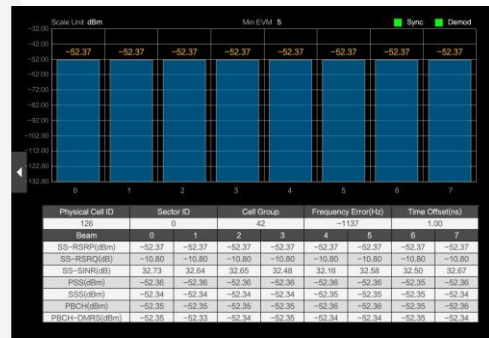 Scale Unit dBm Min EVM 5 Sync Demod
-32.00
-42.00
-52.37 -52.37 -52.37 -52.37 -52.37 -52.37 -52.37 -52.37
-52.00
-62.00
-72.00
-82.00
-92.00
-102.00
-112.00
-122.00
-132.00
0 1 2 3 4 5 6 7
Physical Cell ID Sector ID Cell Group Frequency Error(Hz) Time Offset(ns)
126 0 42 -1137 1.00
Beam 0 1 2 3 4 5 6 7
SS-RSRP(dBm) -52.37 -52.37 -52.37 -52.37 -52.37 -52.37 -52.37 -52.37
SS-RSRQ(dB) -10.80 -10.80 -10.80 -10.80 -10.80 -10.80 -10.80 -10.80
SS-SINR(dB) 32.73 32.64 32.65 32.48 32.16 32.58 32.50 32.67
PSS(dBm) -52.36 -52.36 -52.36 -52.36 -52.36 -52.36 -52.36 -52.36
SSS(dBm) -52.34 -52.34 -52.34 -52.34 -52.35 -52.34 -52.34 -52.34
PBCH(dBm) -52.35 -52.36 -52.36 -52.36 -52.35 -52.36 -52.35 -52.36
PBCH-DMRS(dBm) -52.35 -52.33 -52.34 -52.34 -52.34 -52.35 -52.35 -52.34